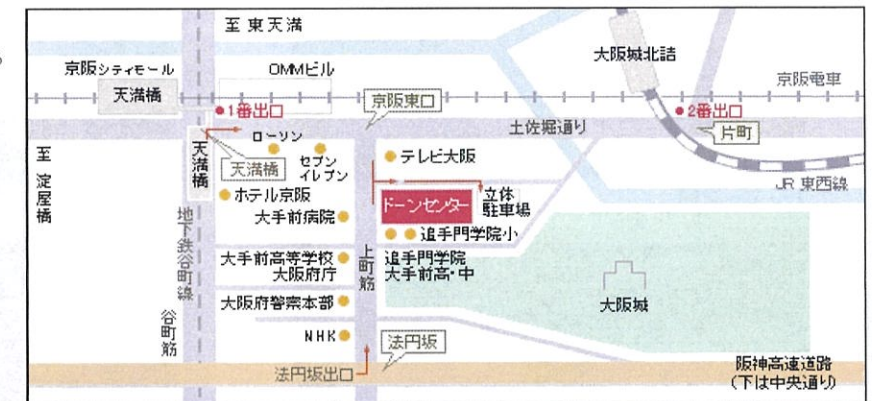 至 東天満
京阪シティモール
天満橋
OMMビル
大阪城北詰
京阪電車
●1番出口
京阪東口
●2番出口
土佐堀通り
片町
至 淀屋橋
天満橋
天満橋
ローソン
セブン
イレブン
テレビ大阪
JR 東西線
ホテル京阪
ドーンセンター
立体
駐車場
大手前病院
追手門学院小
地下鉄谷町線
大手前高等学校
大阪府庁
上町筋
追手門学院
大手前高・中
大阪府警察本部
大阪城
谷町筋
NHK
法円坂
法円坂出口
阪神高速道路
(下は中央通り)